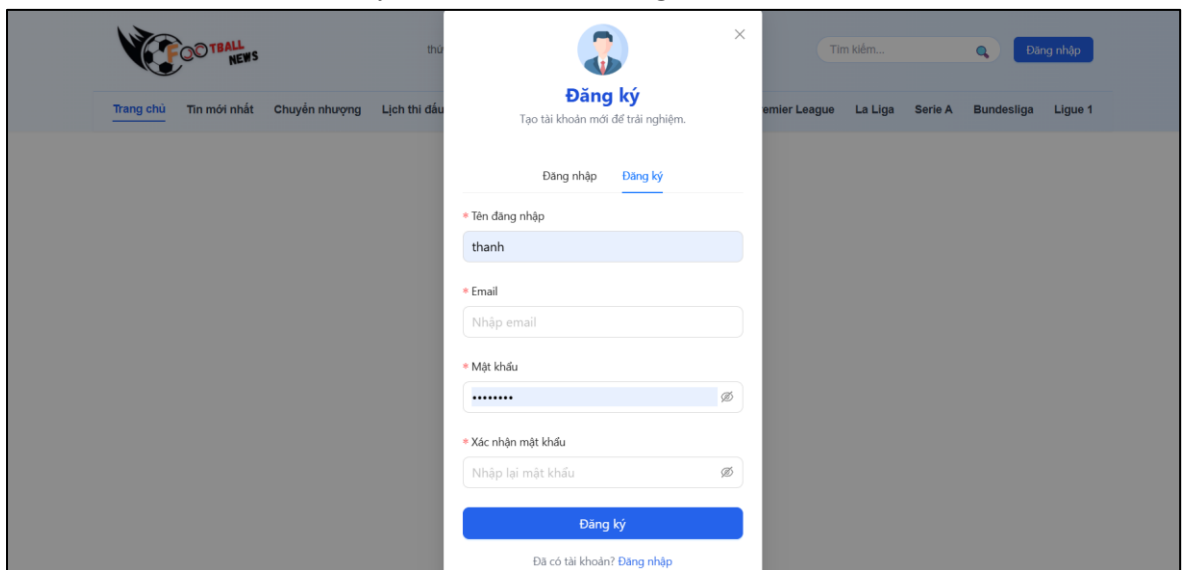 FOOTBALL
NEWS
thứ
Tìm kiếm...
Đăng nhập
Trang chủ Tin mới nhất Chuyển nhượng Lịch thi đấu
emier League La Liga Serie A Bundesliga Ligue 1
Đăng ký
Tạo tài khoản mới để trải nghiệm.
Đăng nhập Đăng ký
* Tên đăng nhập
thanh
* Email
Nhập email
* Mật khẩu
••••••••
* Xác nhận mật khẩu
Nhập lại mật khẩu
Đăng ký
Đã có tài khoản? Đăng nhập